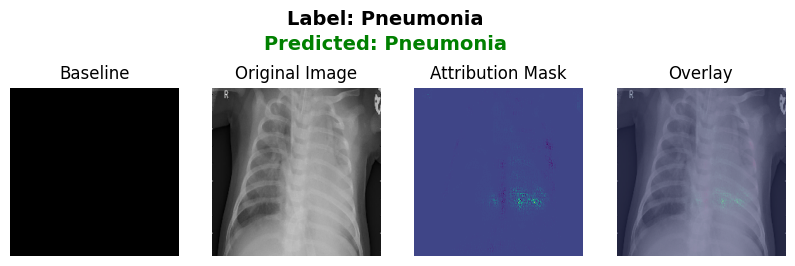 Label: Pneumonia
Predicted: Pneumonia
Baseline
Original Image
Attribution Mask
Overlay
R
R